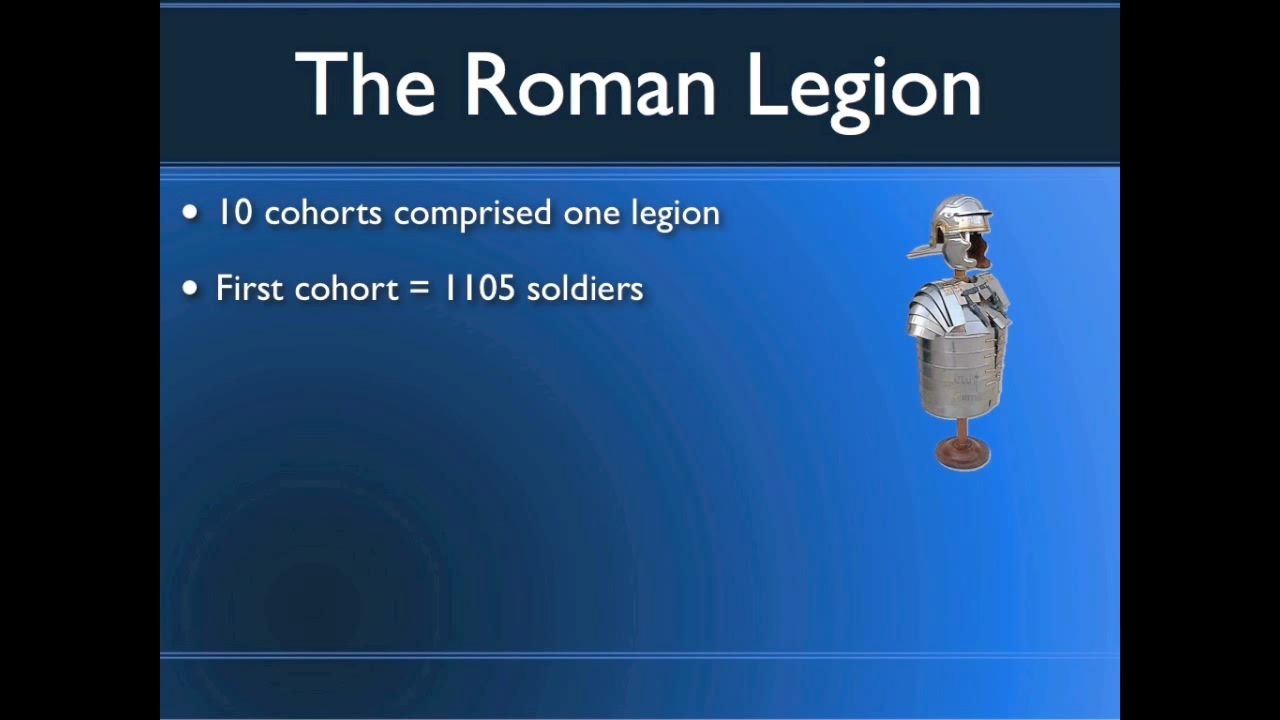 The Roman Legion
• 10 cohorts comprised one legion
• First cohort = 1105 soldiers